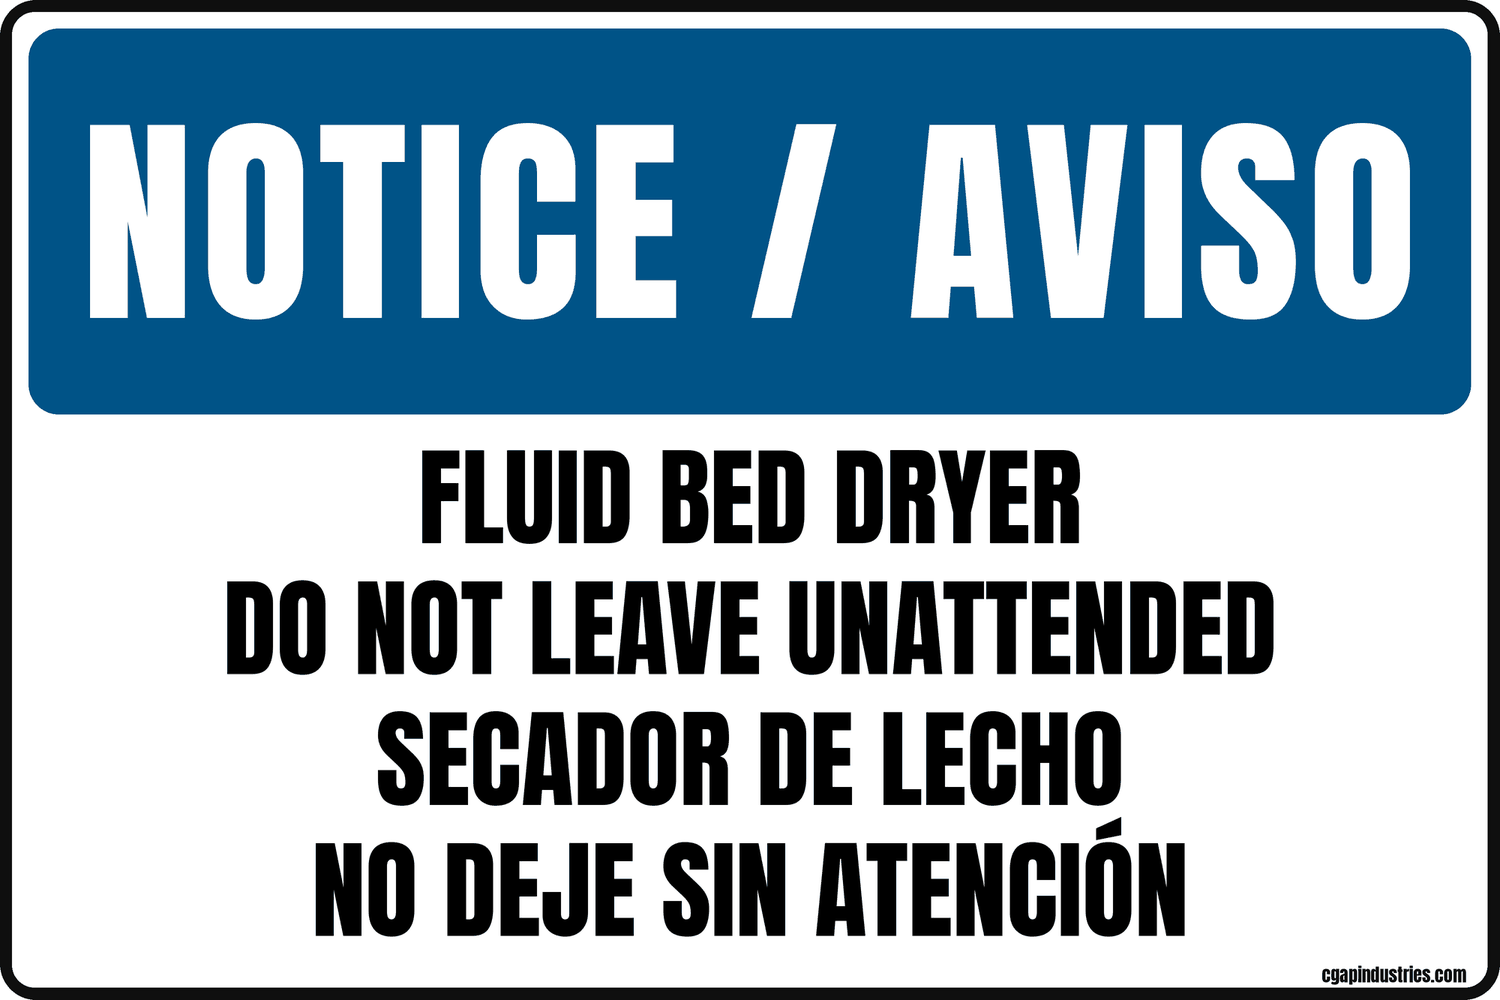 NOTICE / AVISO
FLUID BED DRYER
DO NOT LEAVE UNATTENDED
SECADOR DE LECHO
NO DEJE SIN ATENCIÓN
cgapindustries.com